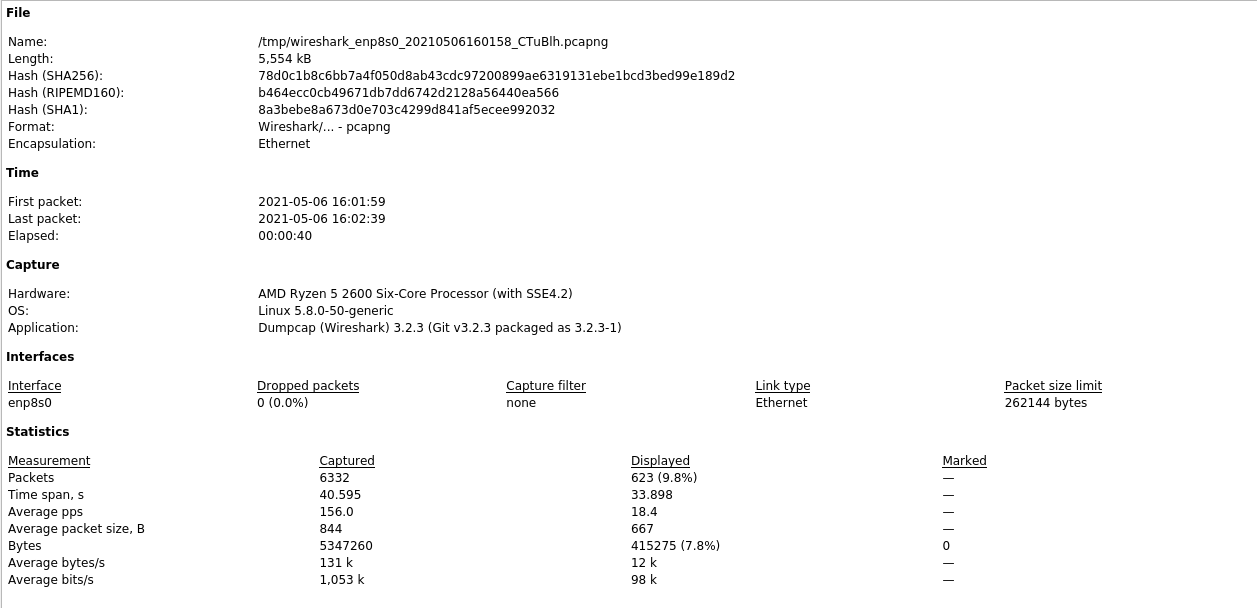 File
Name: /tmp/wireshark_enp8s0_20210506160158_CTuBlh.pcapng
Length: 5,554 kB
Hash (SHA256): 78d0c1b8c6bb7a4f050d8ab43cdc97200899ae6319131ebe1bcd3bed99e189d2
Hash (RIPEMD160): b464ecc0cb49671db7dd6742d2128a56440ea566
Hash (SHA1): 8a3bebe8a673d0e703c4299d841af5ecee992032
Format: Wireshark/... - pcapng
Encapsulation: Ethernet
Time
First packet: 2021-05-06 16:01:59
Last packet: 2021-05-06 16:02:39
Elapsed: 00:00:40
Capture
Hardware: AMD Ryzen 5 2600 Six-Core Processor (with SSE4.2)
OS: Linux 5.8.0-50-generic
Application: Dumpcap (Wireshark) 3.2.3 (Git v3.2.3 packaged as 3.2.3-1)
Interfaces
Interface Dropped packets Capture filter Link type Packet size limit
enp8s0 0 (0.0%) none Ethernet 262144 bytes
Statistics
Measurement Captured Displayed Marked
Packets 6332 623 (9.8%) —
Time span, s 40.595 33.898 —
Average pps 156.0 18.4 —
Average packet size, B 844 667 —
Bytes 5347260 415275 (7.8%) 0
Average bytes/s 131 k 12 k —
Average bits/s 1,053 k 98 k —